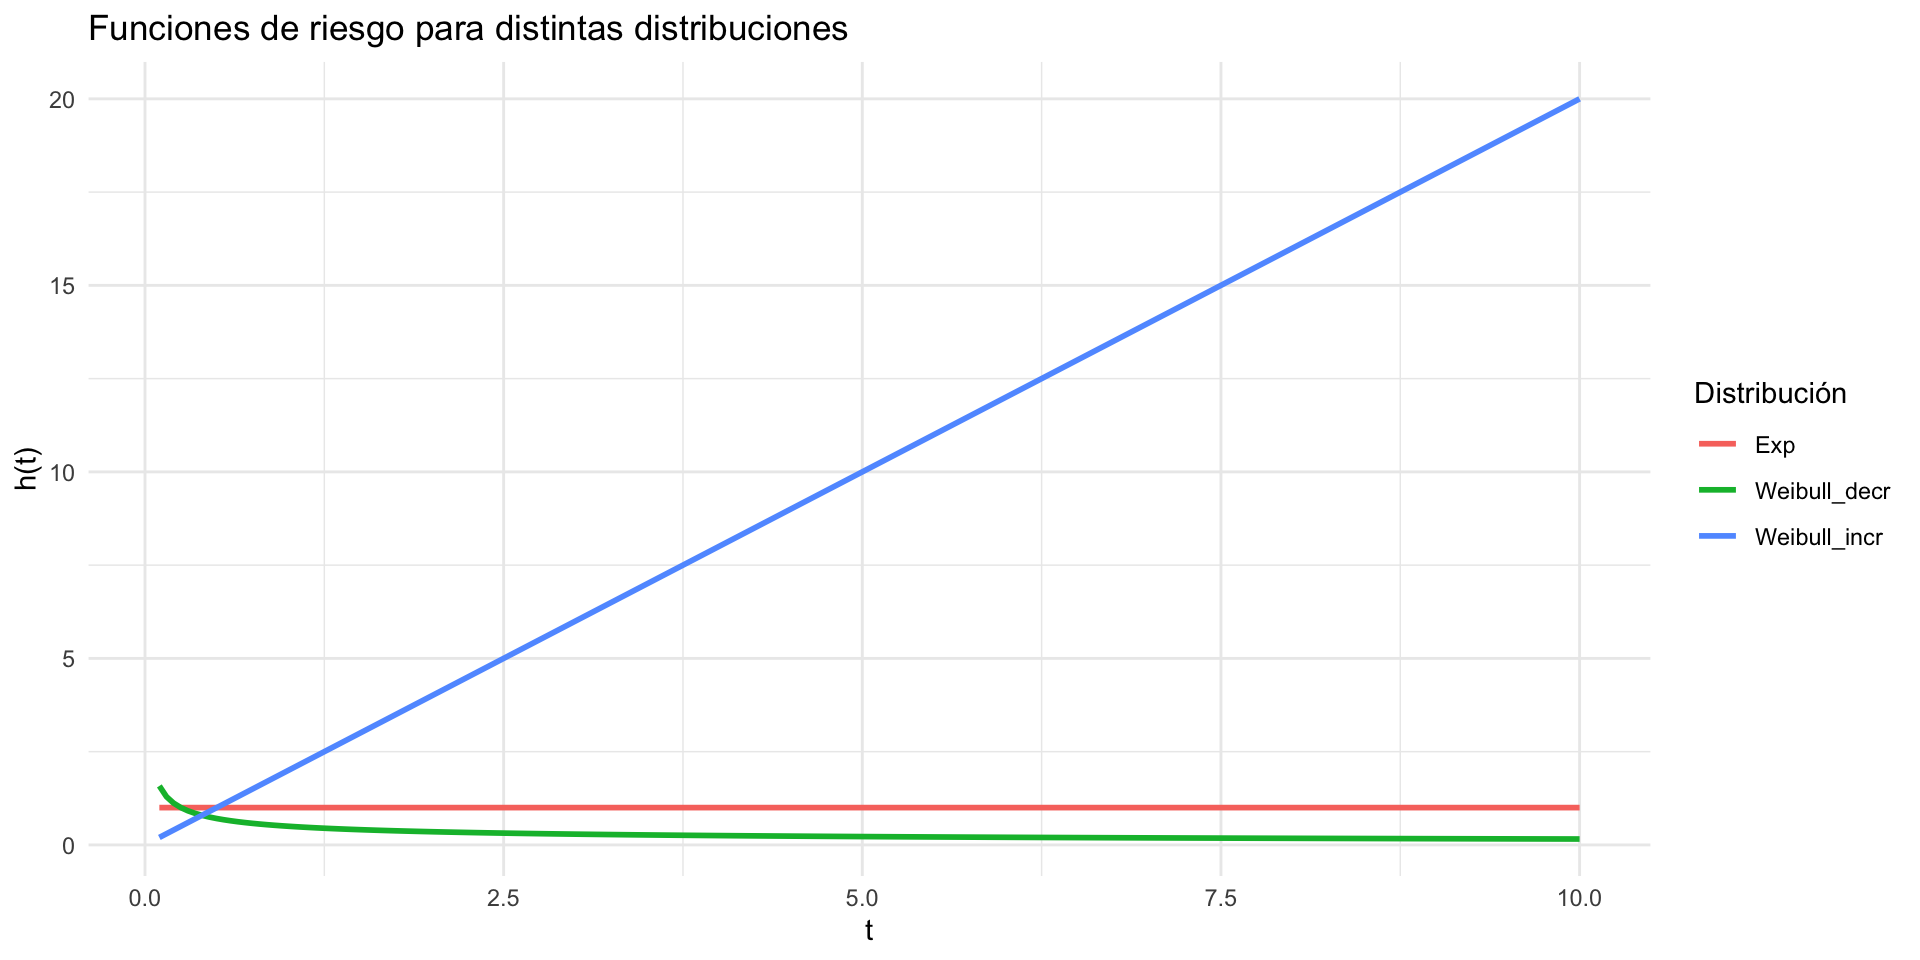 Funciones de riesgo para distintas distribuciones
20
15
10
5
0
h(t)
0.0 2.5 5.0 7.5 10.0
t
Distribución
Exp
Weibull_decr
Weibull_incr